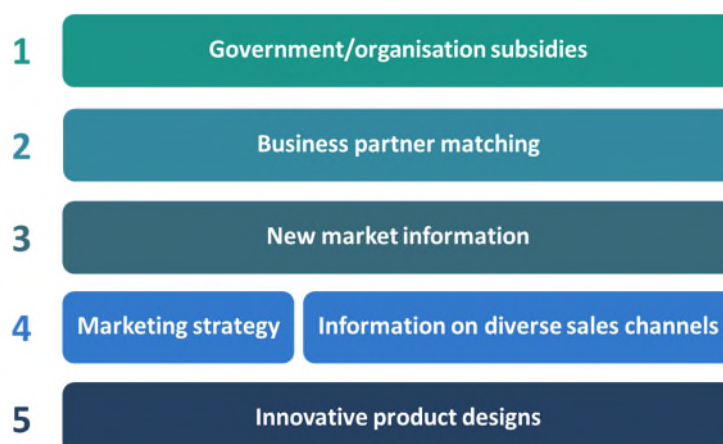 1 Government/organisation subsidies
2 Business partner matching
3 New market information
4 Marketing strategy Information on diverse sales channels
5 Innovative product designs